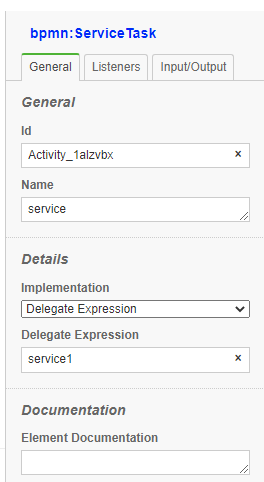 bpmn:ServiceTask
General
Listeners
Input/Output
General
Id
Activity_1alzvbx ×
Name
service
Details
Implementation
Delegate Expression
Delegate Expression
service1 ×
Documentation
Element Documentation